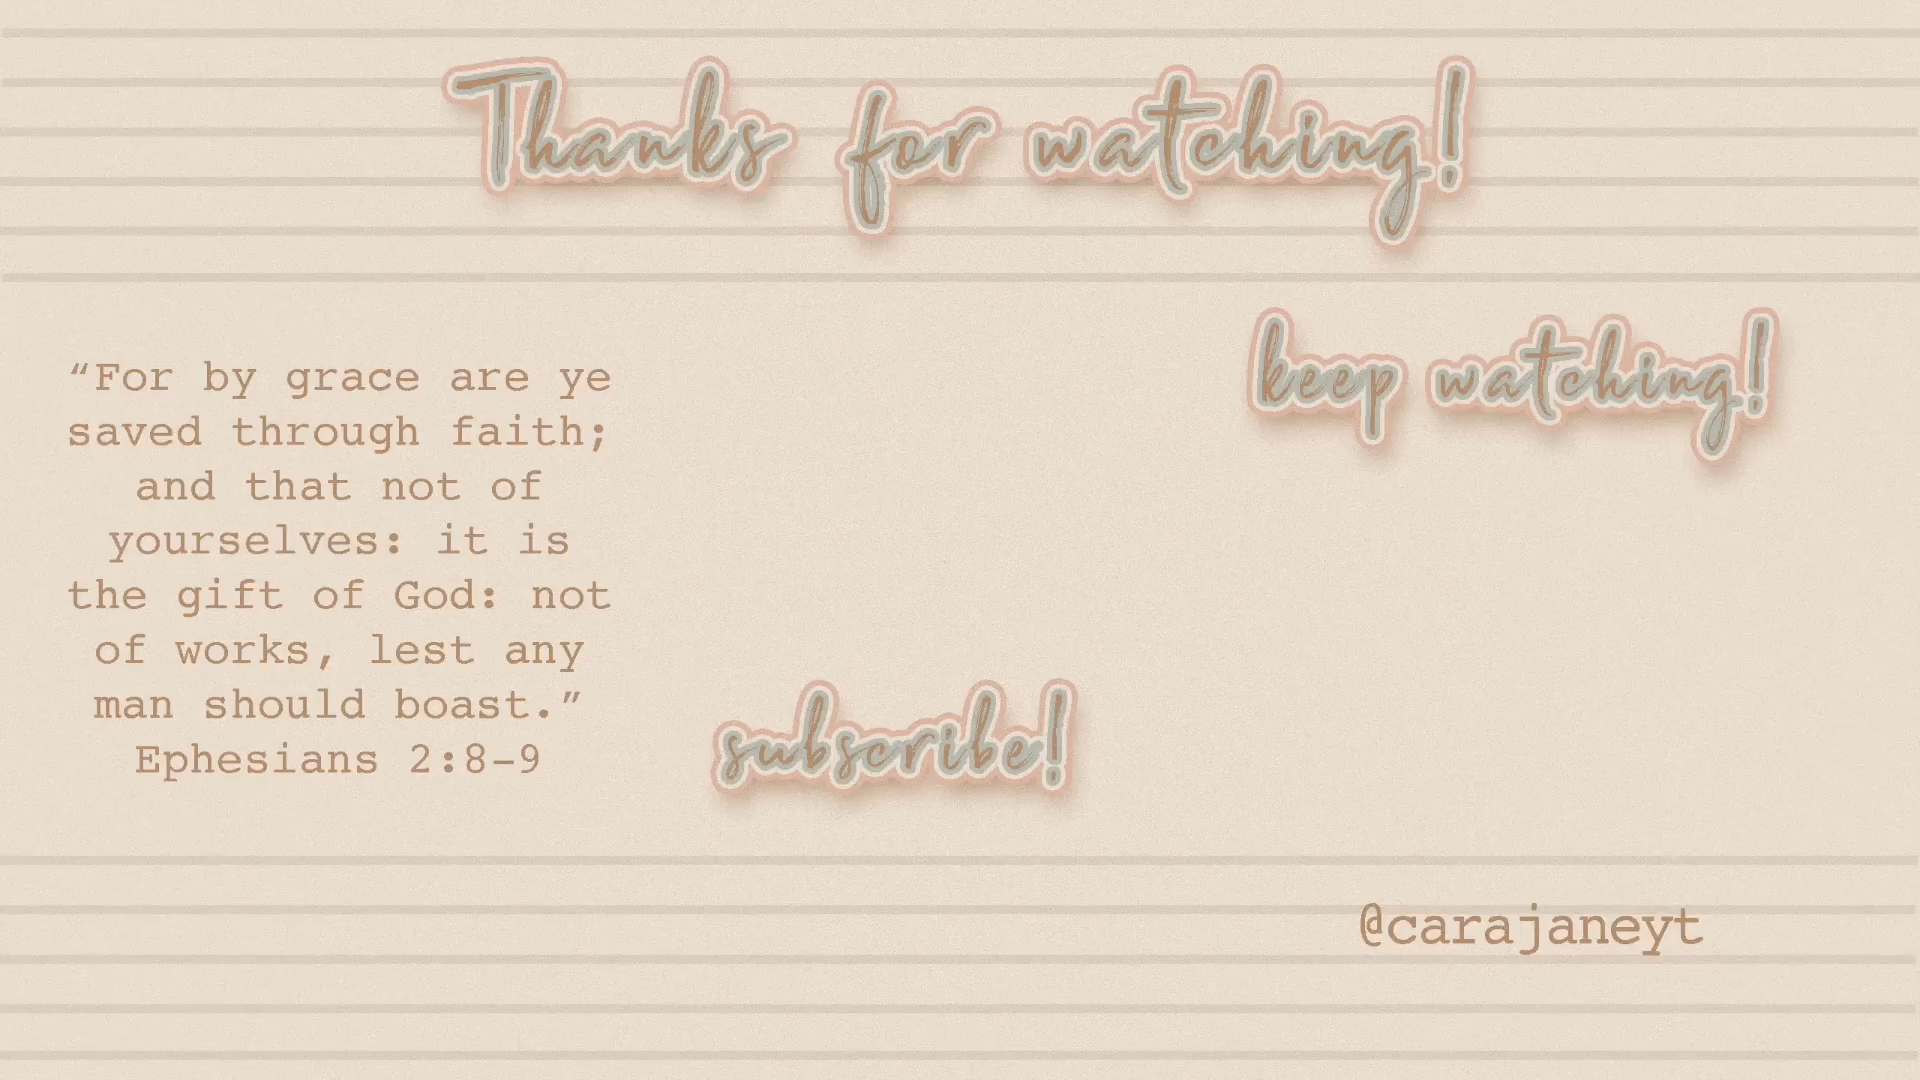 Thanks for watching!
keep watching!
“For by grace are ye
saved through faith;
and that not of
yourselves: it is
the gift of God: not
of works, lest any
man should boast.”
Ephesians 2:8-9
subscribe!
@carajaneyt